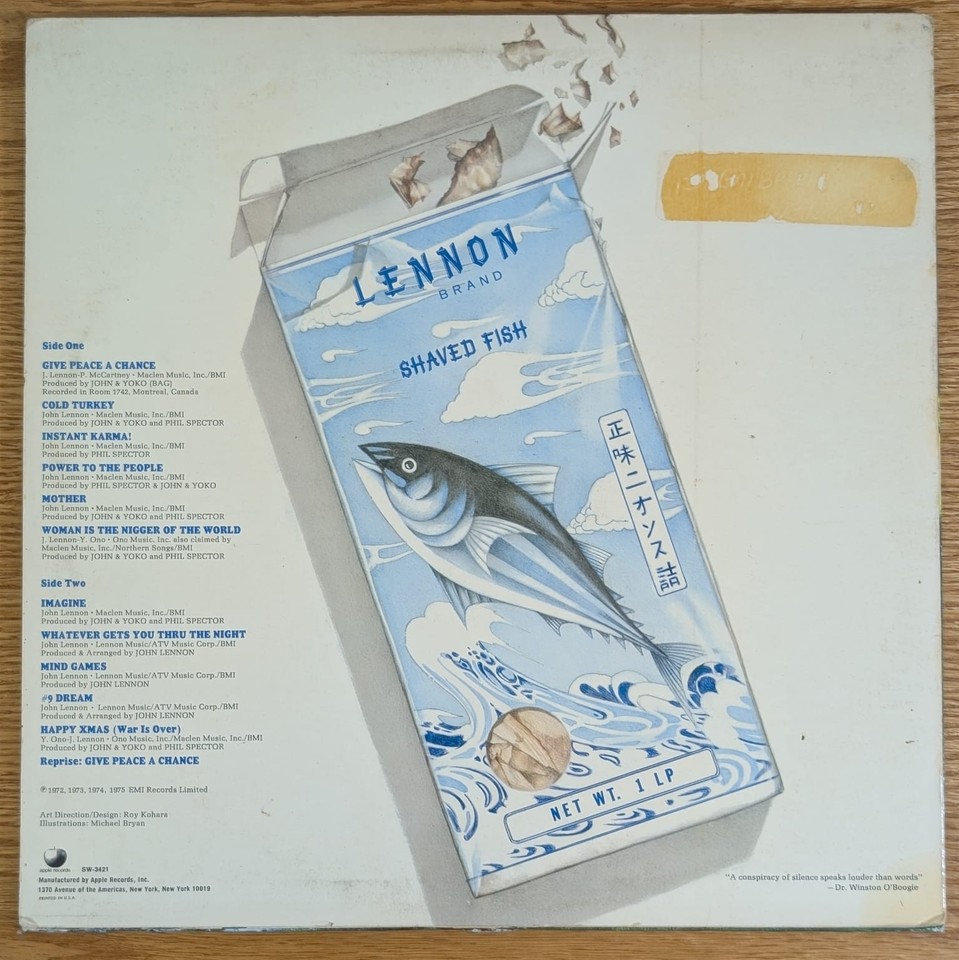 LENNON
BRAND
SHAVED FISH
正味二オンス詰
NET WT. 1 LP
Side One
GIVE PEACE A CHANCE
J. Lennon-P. McCartney • Maclen Music, Inc./BMI
Produced by JOHN & YOKO (BAG)
Recorded in Room 1742, Montreal, Canada
COLD TURKEY
John Lennon • Maclen Music, Inc./BMI
Produced by JOHN & YOKO and PHIL SPECTOR
INSTANT KARMA!
John Lennon • Maclen Music, Inc./BMI
Produced by PHIL SPECTOR
POWER TO THE PEOPLE
John Lennon • Maclen Music, Inc./BMI
Produced by PHIL SPECTOR & JOHN & YOKO
MOTHER
John Lennon • Maclen Music, Inc./BMI
Produced by JOHN & YOKO and PHIL SPECTOR
WOMAN IS THE NIGGER OF THE WORLD
J. Lennon-Y. Ono • Ono Music, Inc. also claimed by
Maclen Music, Inc./Northern Songs/BMI
Produced by JOHN & YOKO and PHIL SPECTOR
Side Two
IMAGINE
John Lennon • Maclen Music, Inc./BMI
Produced by JOHN & YOKO and PHIL SPECTOR
WHATEVER GETS YOU THRU THE NIGHT
John Lennon • Lennon Music/ATV Music Corp./BMI
Produced & Arranged by JOHN LENNON
MIND GAMES
John Lennon • Lennon Music/ATV Music Corp./BMI
Produced by JOHN LENNON
#9 DREAM
John Lennon • Lennon Music/ATV Music Corp./BMI
Produced & Arranged by JOHN LENNON
HAPPY XMAS (War Is Over)
Y. Ono-J. Lennon • Ono Music, Inc./Maclen Music, Inc./BMI
Produced by JOHN & YOKO and PHIL SPECTOR
Reprise: GIVE PEACE A CHANCE
℗ 1972, 1973, 1974, 1975 EMI Records Limited
Art Direction/Design: Roy Kohara
Illustrations: Michael Bryan
apple records SW-3421
Manufactured by Apple Records, Inc.
1370 Avenue of the Americas, New York, New York 10019
PRINTED IN U.S.A.
"A conspiracy of silence speaks louder than words"
— Dr. Winston O'Boogie